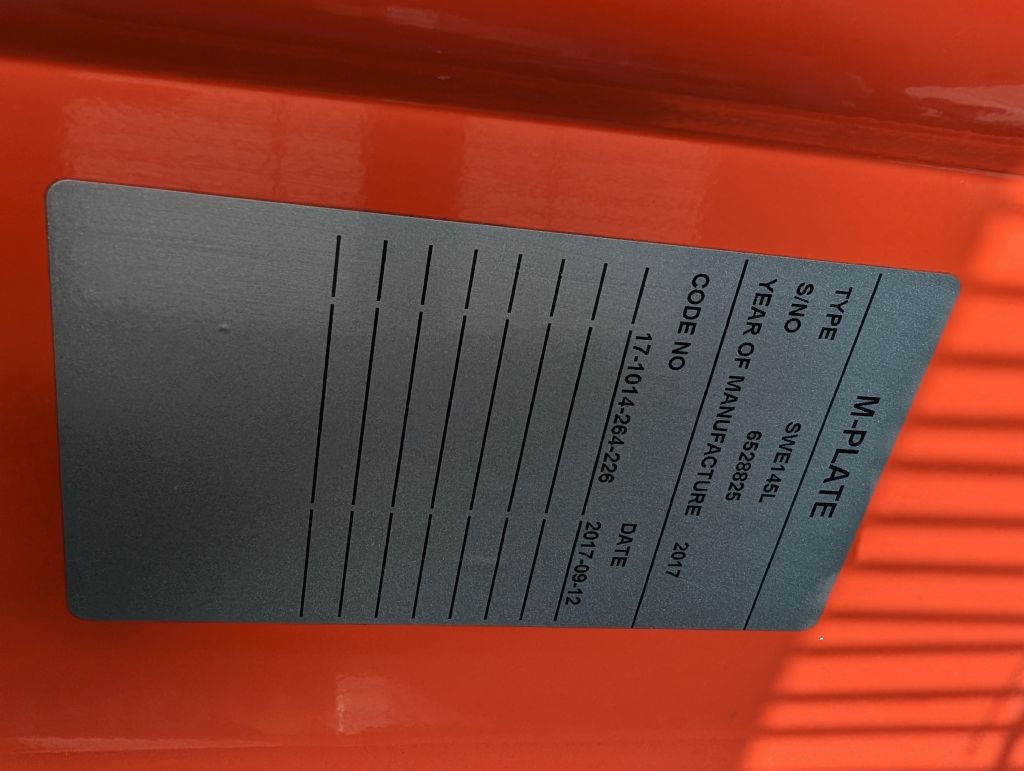 M-PLATE
TYPE SWE145L
S/NO 6528825
YEAR OF MANUFACTURE 2017
CODE NO DATE
17-1014-264-226 2017-09-12